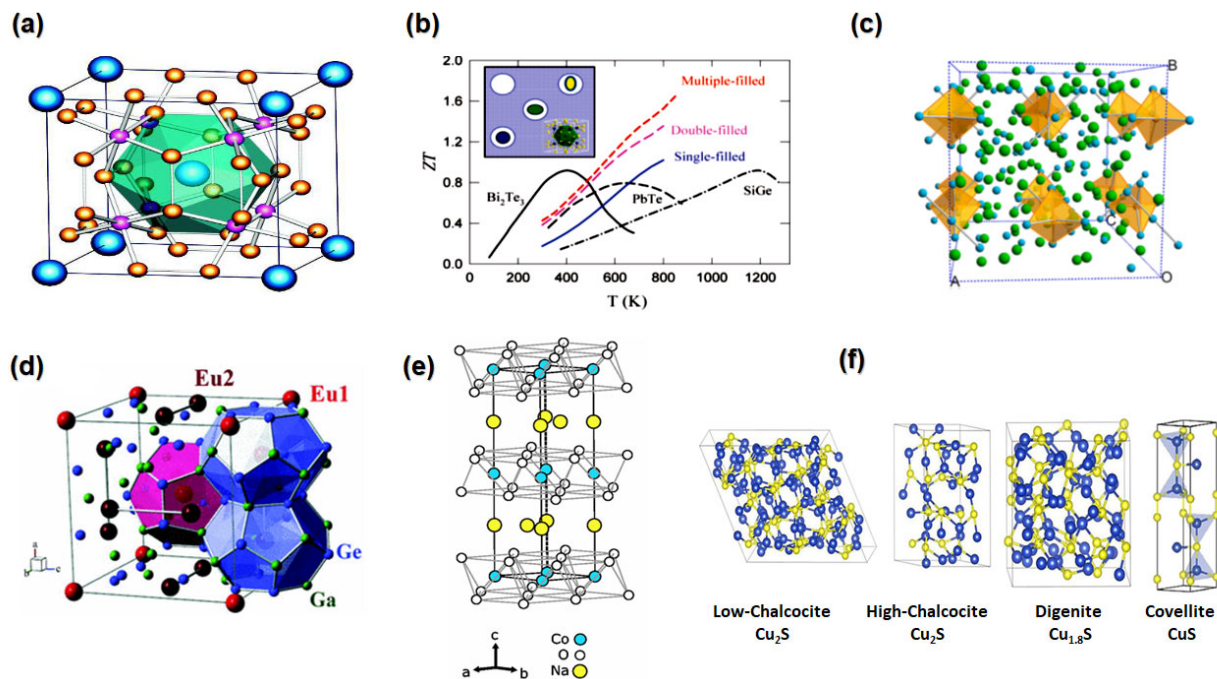 (a)
(b)
2.0
1.6
1.2
0.8
0.4
0.0
ZT
Multiple-filled
Double-filled
Single-filled
Bi₂Te₃
PbTe
SiGe
200 400 600 800 1000 1200
T (K)
(c)
B
C
A
O
(d)
Eu2
Eu1
Ge
Ga
a
b
c
(e)
c
a
b
Co
O
Na
(f)
Low-Chalcocite
Cu₂S
High-Chalcocite
Cu₂S
Digenite
Cu₁.₈S
Covellite
CuS